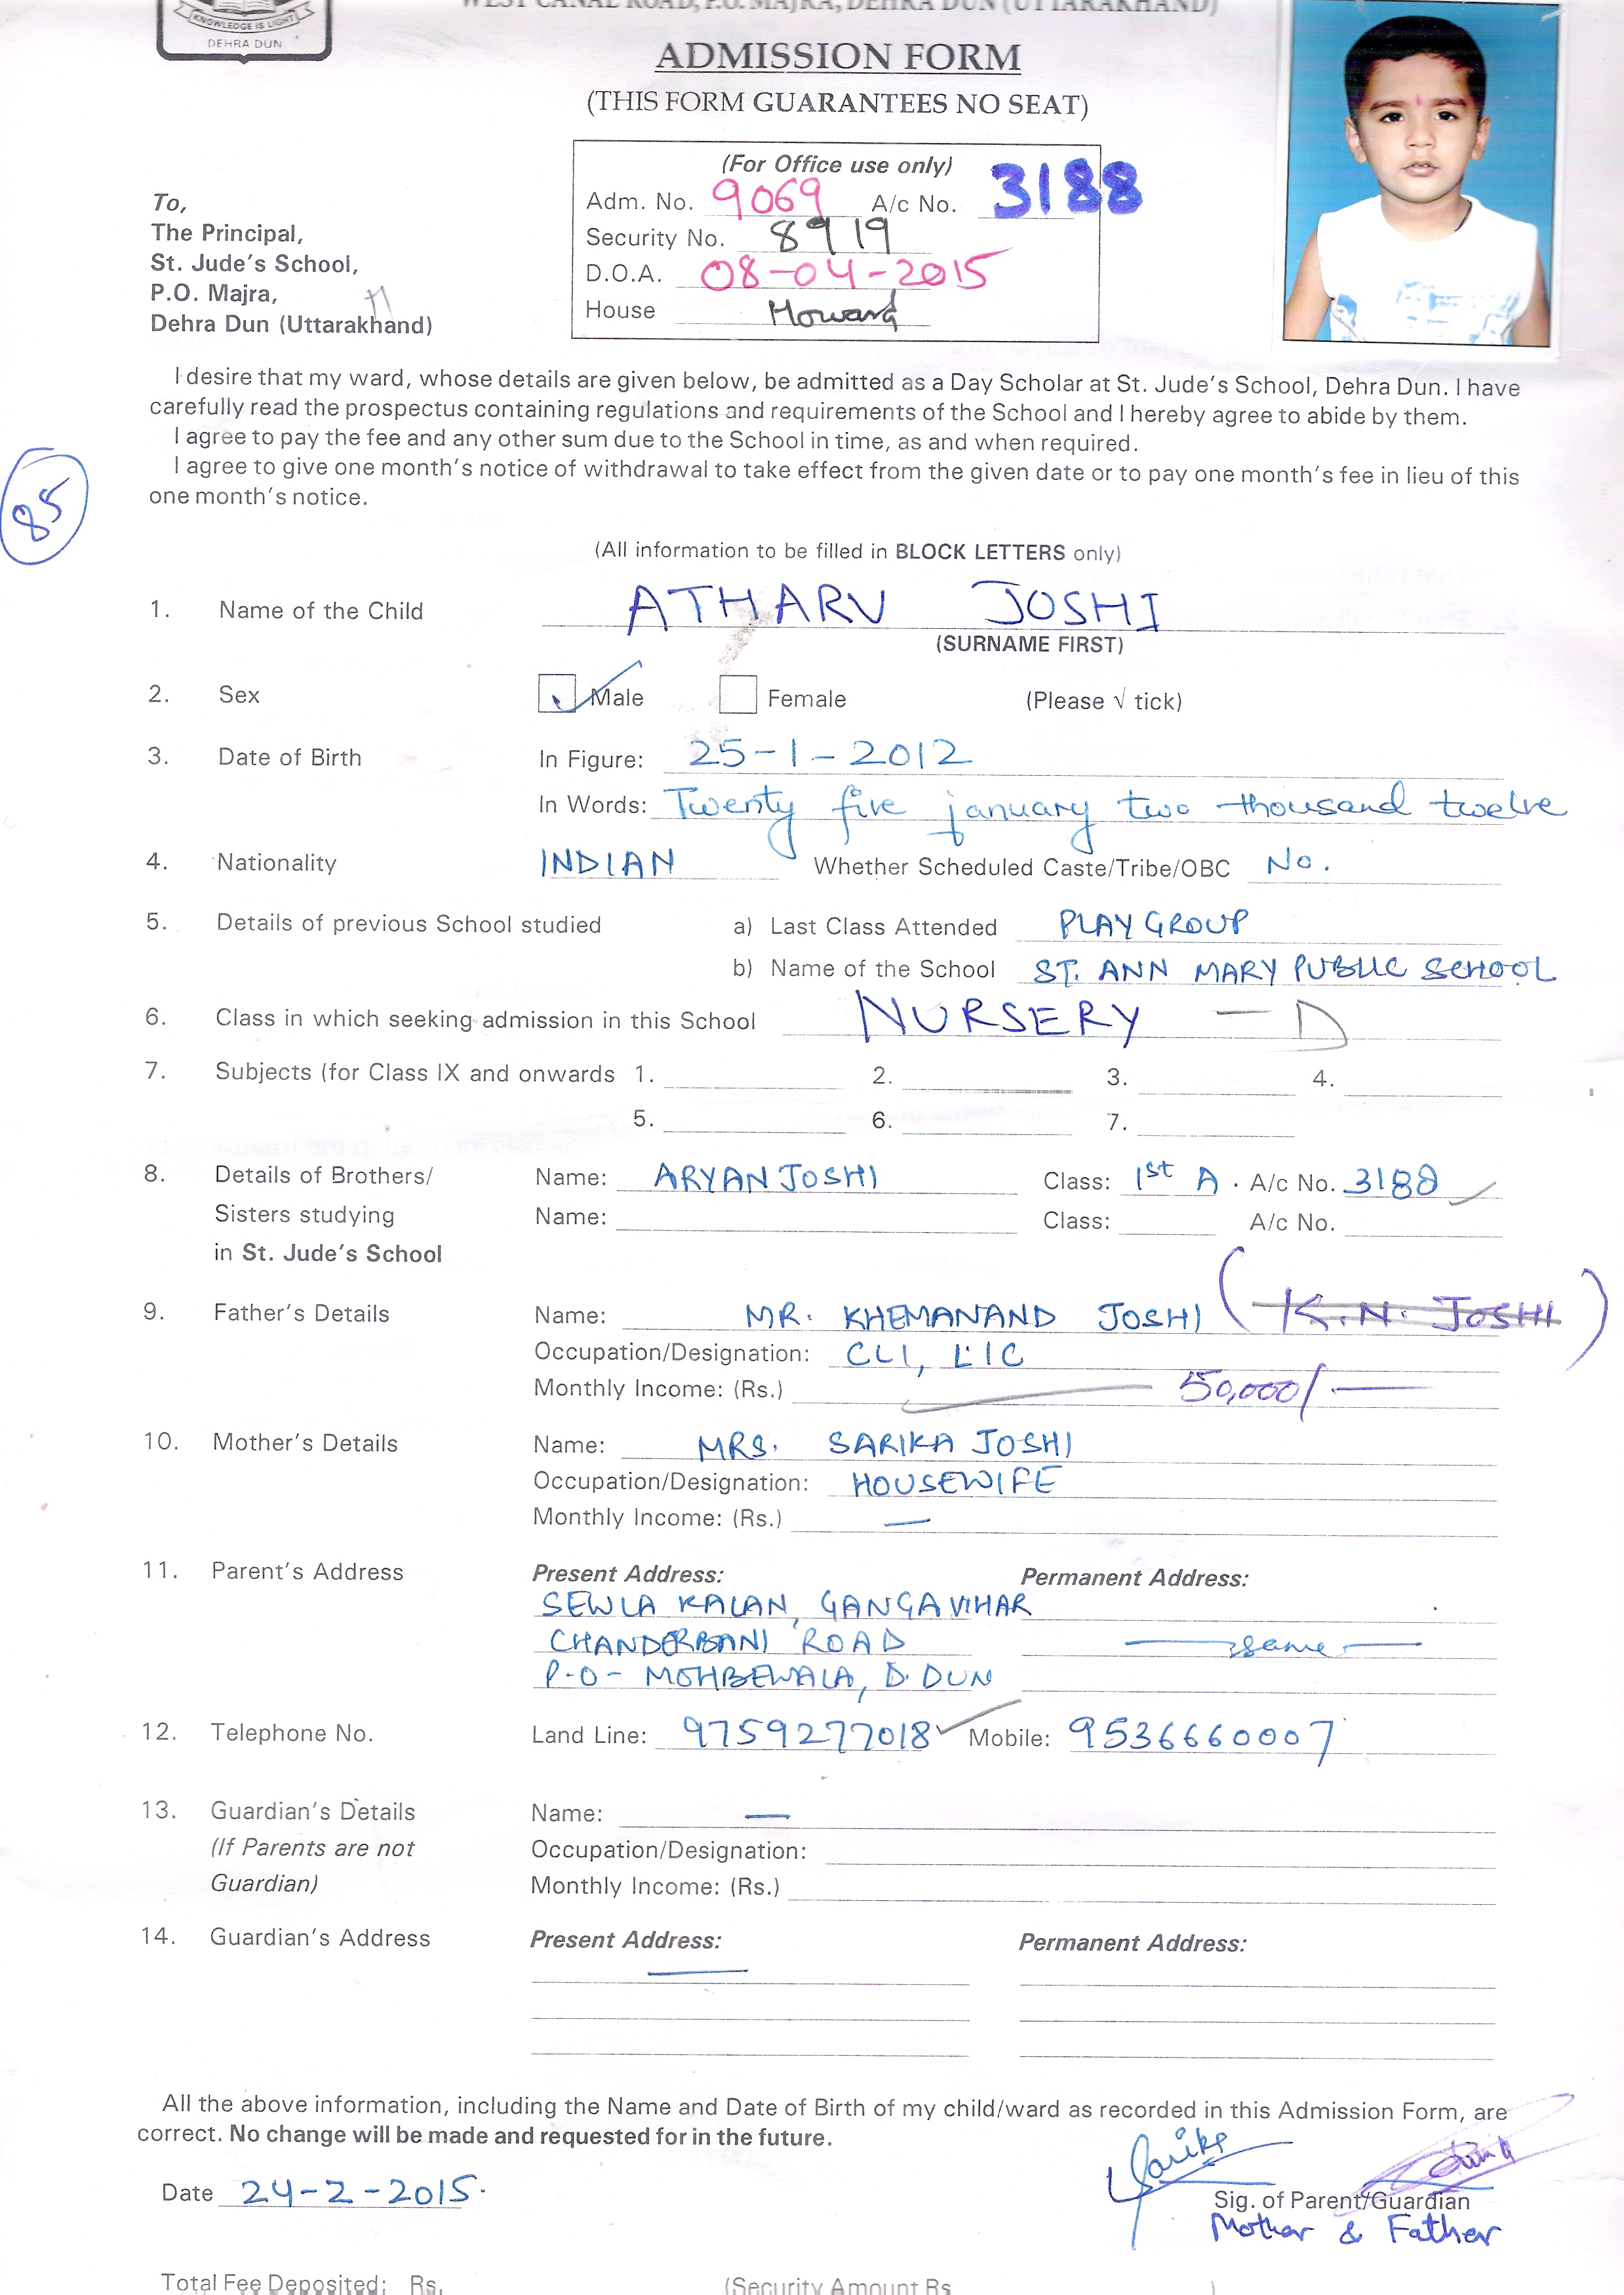 KNOWLEDGE IS LIGHT
DEHRA DUN
WEST CANAL ROAD, P.O. MAJRA, DEHRA DUN (UTTARAKHAND)
ADMISSION FORM
(THIS FORM GUARANTEES NO SEAT)
(For Office use only)
Adm. No. 9069 A/c No. 3188
Security No. 8919
D.O.A. 08-04-2015
House Howard
To,
The Principal,
St. Jude's School,
P.O. Majra,
Dehra Dun (Uttarakhand)
I desire that my ward, whose details are given below, be admitted as a Day Scholar at St. Jude's School, Dehra Dun. I have
carefully read the prospectus containing regulations and requirements of the School and I hereby agree to abide by them.
I agree to pay the fee and any other sum due to the School in time, as and when required.
I agree to give one month's notice of withdrawal to take effect from the given date or to pay one month's fee in lieu of this
one month's notice.
85
(All information to be filled in BLOCK LETTERS only)
1. Name of the Child ATHARV JOSHI
(SURNAME FIRST)
2. Sex Male Female (Please √ tick)
3. Date of Birth In Figure: 25-1-2012
In Words: Twenty five january two thousand twelve
4. Nationality INDIAN Whether Scheduled Caste/Tribe/OBC No.
5. Details of previous School studied a) Last Class Attended PLAY GROUP
b) Name of the School ST. ANN MARY PUBLIC SCHOOL
6. Class in which seeking admission in this School NURSERY - D
7. Subjects (for Class IX and onwards 1. 2. 3. 4.
5. 6. 7.
8. Details of Brothers/ Name: ARYAN JOSHI Class: 1st A. A/c No. 3188
Sisters studying Name: Class: A/c No.
in St. Jude's School
9. Father's Details Name: MR. KHEMANAND JOSHI (K.N. JOSHI)
Occupation/Designation: CLI, LIC
Monthly Income: (Rs.) 50,000/-
10. Mother's Details Name: MRS. SARIKA JOSHI
Occupation/Designation: HOUSEWIFE
Monthly Income: (Rs.) —
11. Parent's Address Present Address: Permanent Address:
SEWLA KALAN, GANGA VIHAR
CHANDERBANI ROAD — same —
P.O- MOHBEWALA, D.DUN
12. Telephone No. Land Line: 9759277018 Mobile: 9536660007
13. Guardian's Details Name: —
(If Parents are not Occupation/Designation:
Guardian) Monthly Income: (Rs.)
14. Guardian's Address Present Address: Permanent Address:
—
All the above information, including the Name and Date of Birth of my child/ward as recorded in this Admission Form, are
correct. No change will be made and requested for in the future.
Sarika
Date 24-2-2015. Sig. of Parent/Guardian
Mother & Father
Total Fee Deposited: Rs. (Security Amount Rs )